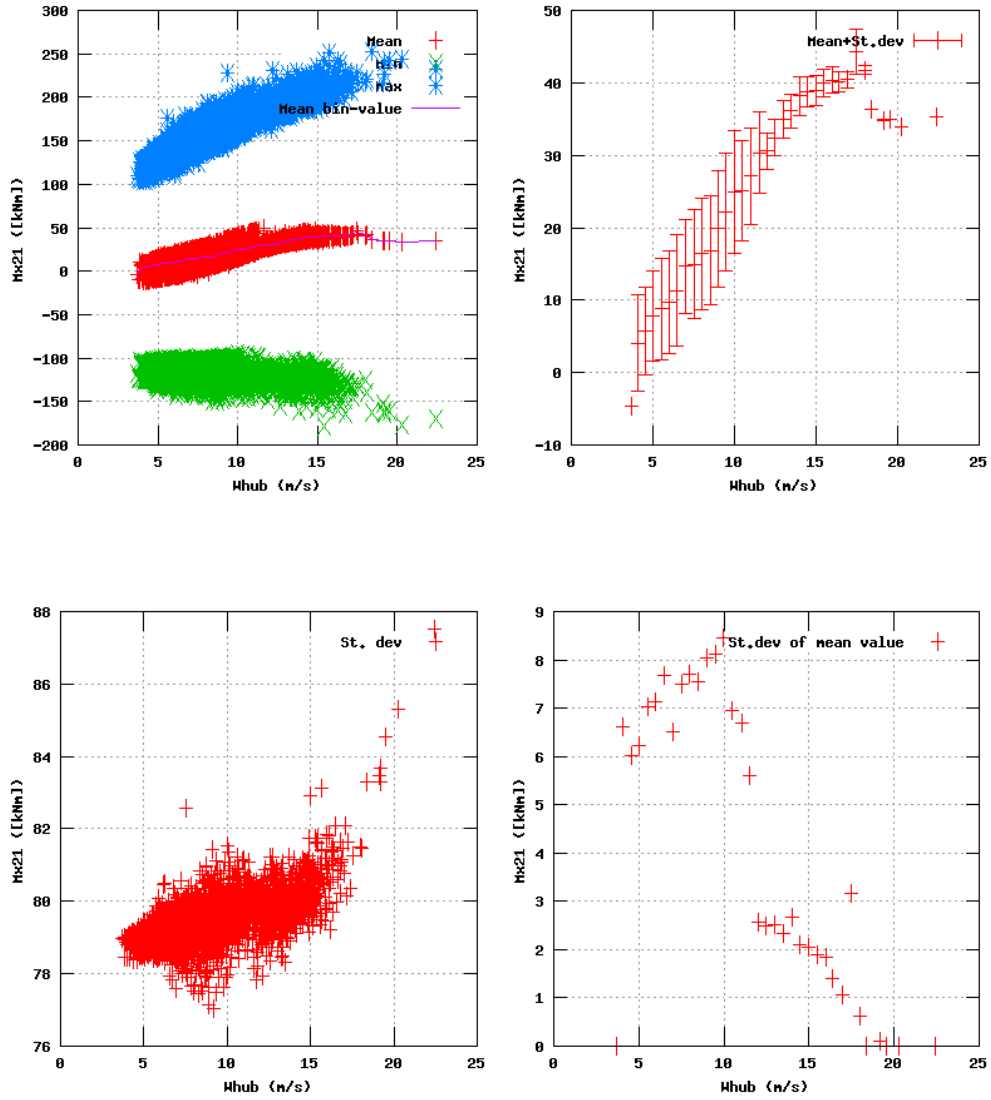 300
250
200
150
100
50
0
-50
-100
-150
-200
Mx21 ([kNm])
Mean
Min
Max
Mean bin-value
0 5 10 15 20 25
Whub (m/s)
50
40
30
20
10
0
-10
Mx21 ([kNm])
Mean+St.dev
0 5 10 15 20 25
Whub (m/s)
88
86
84
82
80
78
76
Mx21 ([kNm])
St. dev
0 5 10 15 20 25
Whub (m/s)
9
8
7
6
5
4
3
2
1
0
Mx21 ([kNm])
St.dev of mean value
0 5 10 15 20 25
Whub (m/s)